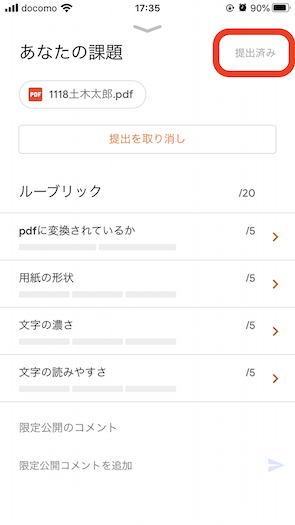 docomo 17:35 90%
あなたの課題 提出済み
PDF 1118土木太郎.pdf
提出を取り消し
ルーブリック /20
pdfに変換されているか /5
用紙の形状 /5
文字の濃さ /5
文字の読みやすさ /5
限定公開のコメント
限定公開コメントを追加